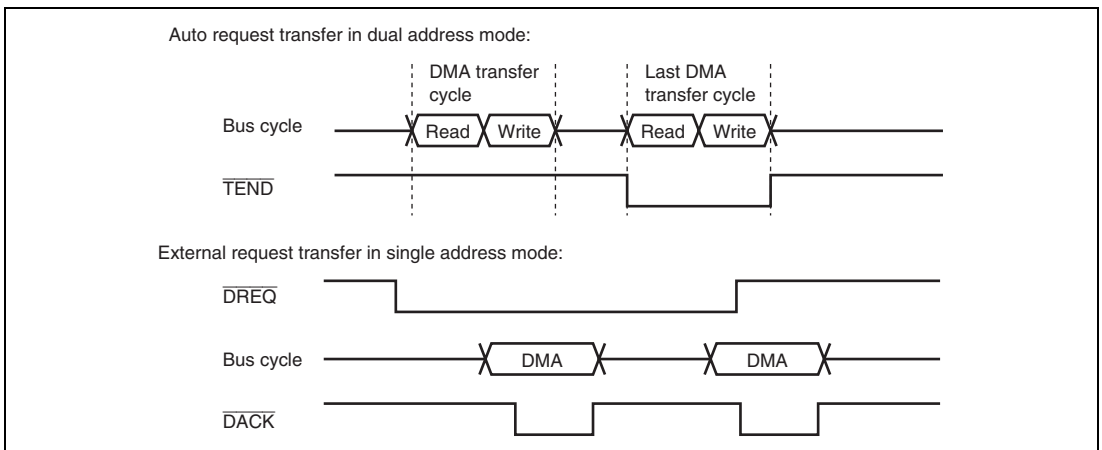 Auto request transfer in dual address mode:
DMA transfer
cycle
Last DMA
transfer cycle
Bus cycle
Read
Write
Read
Write
TEND
External request transfer in single address mode:
DREQ
Bus cycle
DMA
DMA
DACK